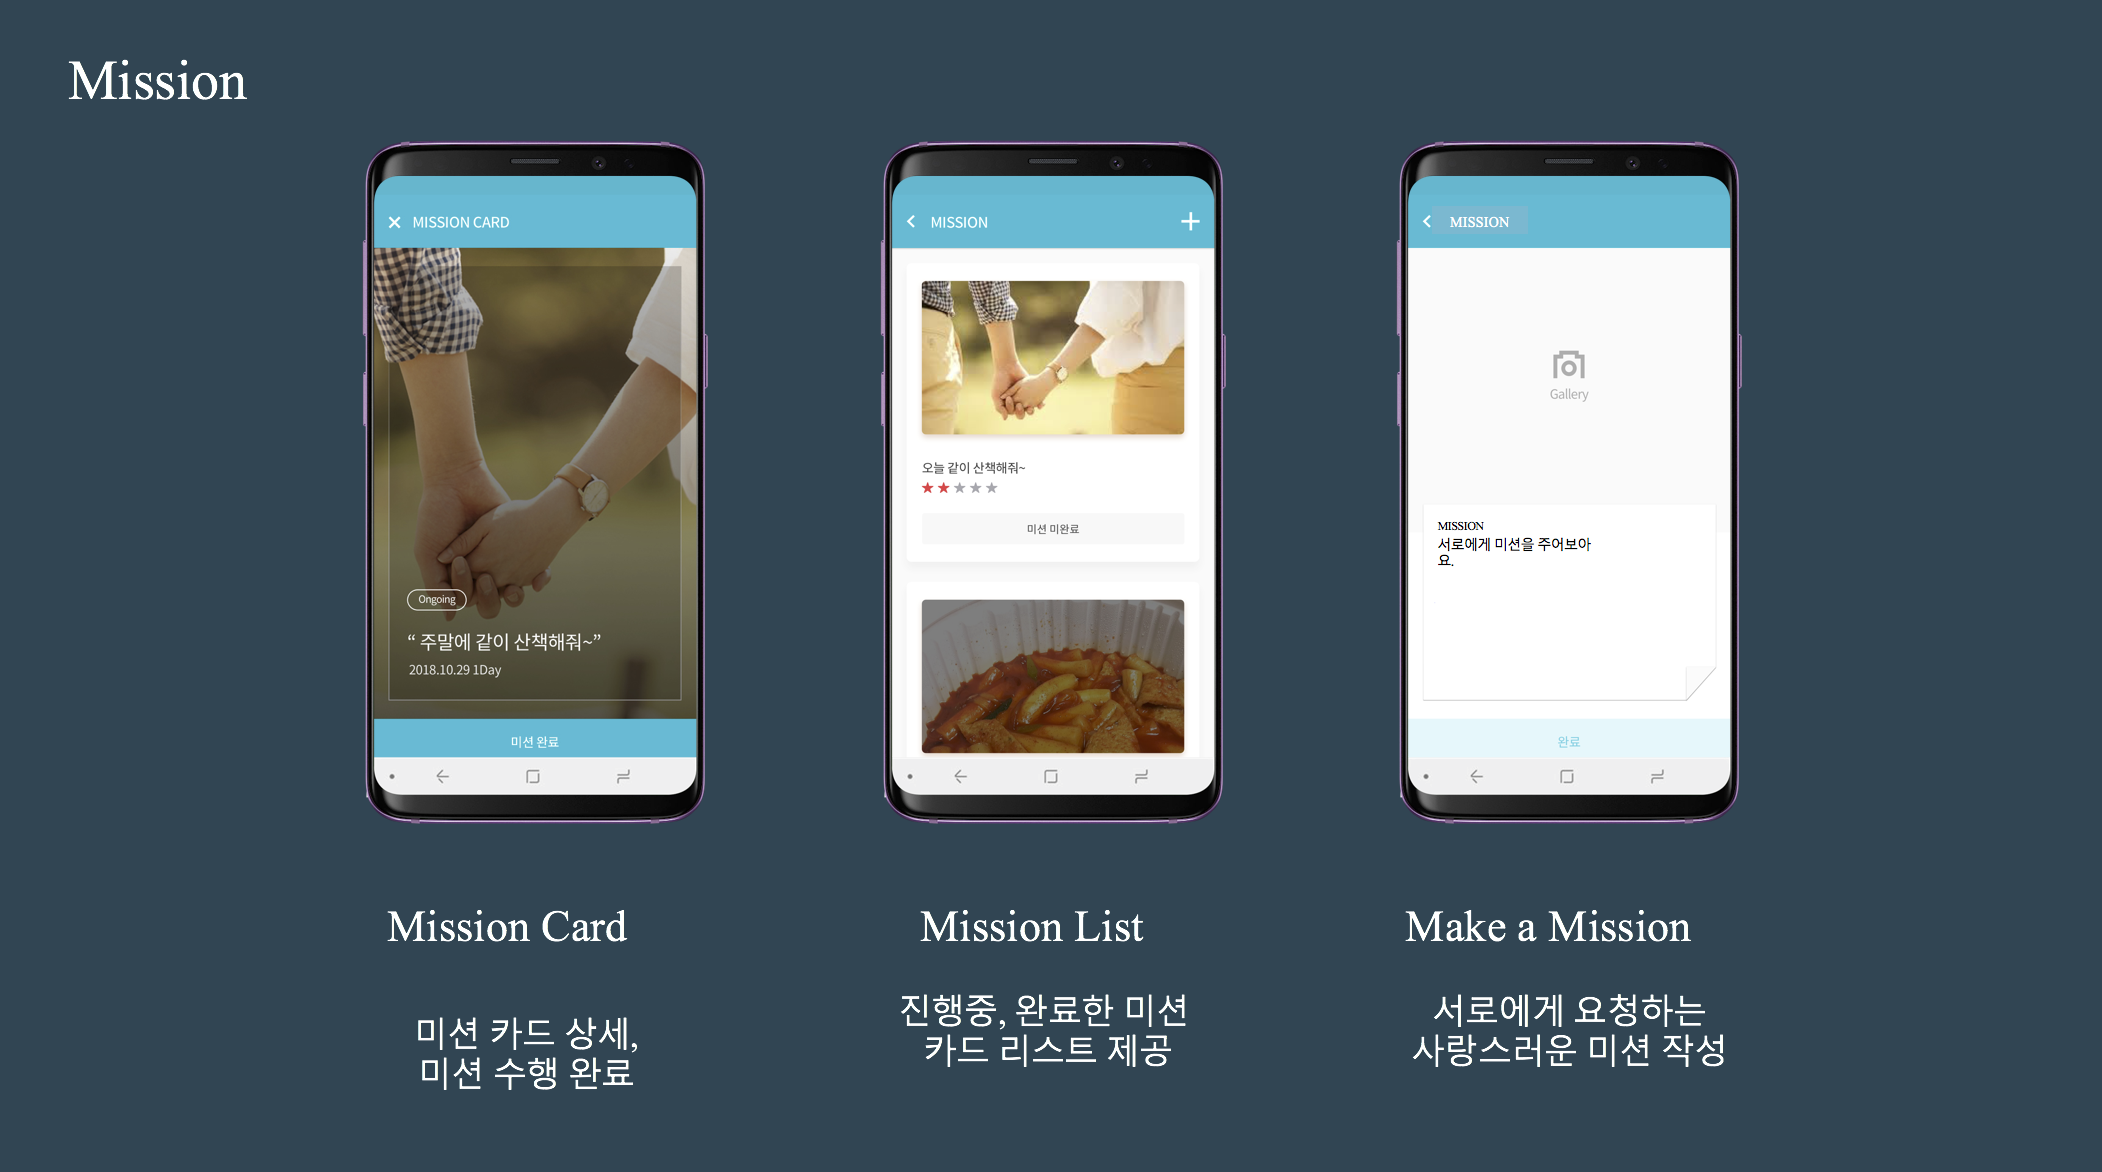 Mission
MISSION CARD
Ongoing
“ 주말에 같이 산책해줘~”
2018.10.29 1Day
미션 완료
MISSION
오늘 같이 산책해줘~
미션 미완료
MISSION
Gallery
MISSION
서로에게 미션을 주어보아
요.
완료
Mission Card
미션 카드 상세,
미션 수행 완료
Mission List
진행중, 완료한 미션
카드 리스트 제공
Make a Mission
서로에게 요청하는
사랑스러운 미션 작성